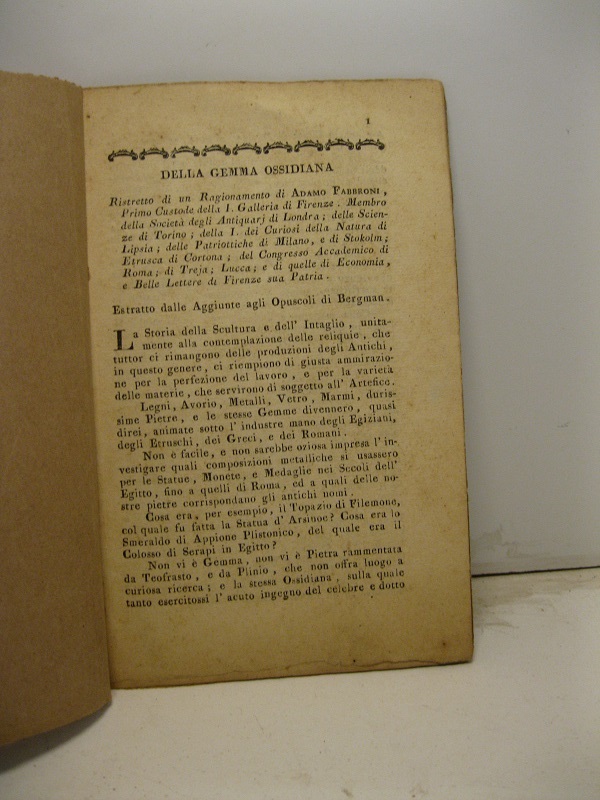 1
DELLA GEMMA OSSIDIANA
Ristretto di un Ragionamento di ADAMO FABBRONI,
Primo Custode della I. Galleria di Firenze. Membro
della Società degli Antiquarj di Londra; delle Scien-
ze di Torino; della I. dei Curiosi della Natura di
Lipsia; delle Patriottiche di Milano, e di Stokolm;
Etrusca di Cortona; del Congresso Accademico di
Roma; di Treja; Lucca; e di quelle di Economia,
e Belle Lettere di Firenze sua Patria.
Estratto dalle Aggiunte agli Opuscoli di Bergman.
La Storia della Scultura e dell' Intaglio, unita-
mente alla contemplazione delle reliquie, che
tuttor ci rimangono delle produzioni degli Antichi,
in questo genere, ci riempiono di giusta ammirazio-
ne per la perfezione del lavoro, e per la varietà
delle materie, che servirono di soggetto all' Artefice.
Legni, Avorio, Metalli, Vetro, Marmi, duris-
sime Pietre, e le stesse Gemme divennero, quasi
direi, animate sotto l' industre mano degli Egiziani,
degli Etruschi, dei Greci, e dei Romani.
Non è facile, e non sarebbe oziosa impresa l' in-
vestigare quali composizioni metalliche si usassero
per le Statue, Monete, e Medaglie nei Secoli dell'
Egitto, fino a quelli di Roma, ed a quali delle no-
stre pietre corrispondano gli antichi nomi.
Cosa era, per esempio, il Topazio di Filemone,
col quale fu fatta la Statua d' Arsinoe? Cosa era lo
Smeraldo di Appione Plistonico, del quale era il
Colosso di Serapi in Egitto?
Non vi è Gemma, non vi è Pietra rammentata
da Teofrasto, e da Plinio, che non offra luogo a
curiosa ricerca; e la stessa Ossidiana, sulla quale
tanto esercitossi l' acuto ingegno del celebre e dotto